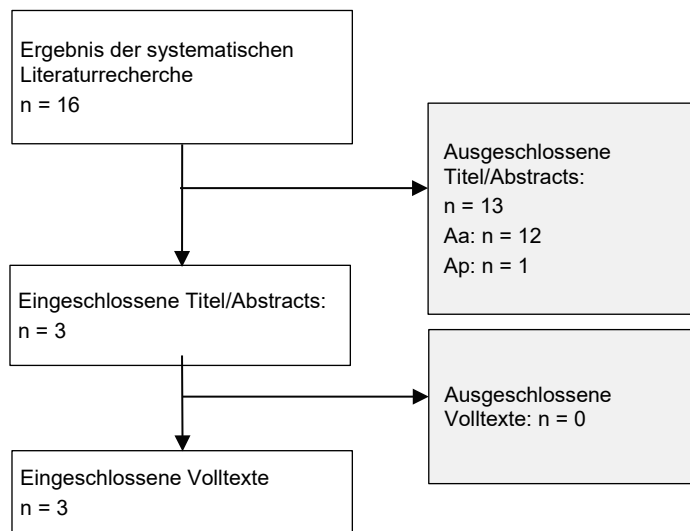 Ergebnis der systematischen
Literaturrecherche
n = 16
Ausgeschlossene
Titel/Abstracts:
n = 13
Aa: n = 12
Ap: n = 1
Eingeschlossene Titel/Abstracts:
n = 3
Ausgeschlossene
Volltexte: n = 0
Eingeschlossene Volltexte
n = 3